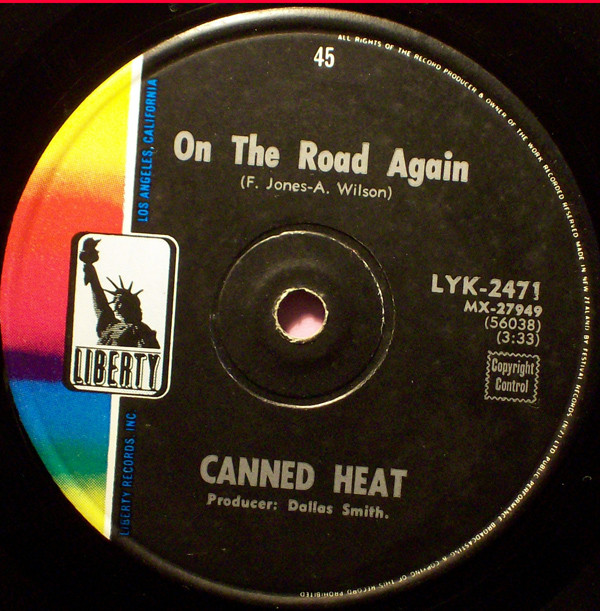 45
ALL RIGHTS OF THE RECORD PRODUCER & OWNER OF THE WORK RECORDED RESERVED MADE IN NEW ZEALAND BY FESTIVAL RECORDS (N.Z.) LTD PUBLIC PERFORMANCE BROADCASTING & COPYING OF THIS RECORD PROHIBITED
LOS ANGELES, CALIFORNIA
On The Road Again
(F. Jones-A. Wilson)
LYK-2471
MX-27949
(56038)
(3:33)
Copyright
Control
LIBERTY
LIBERTY RECORDS INC
CANNED HEAT
Producer: Dallas Smith.